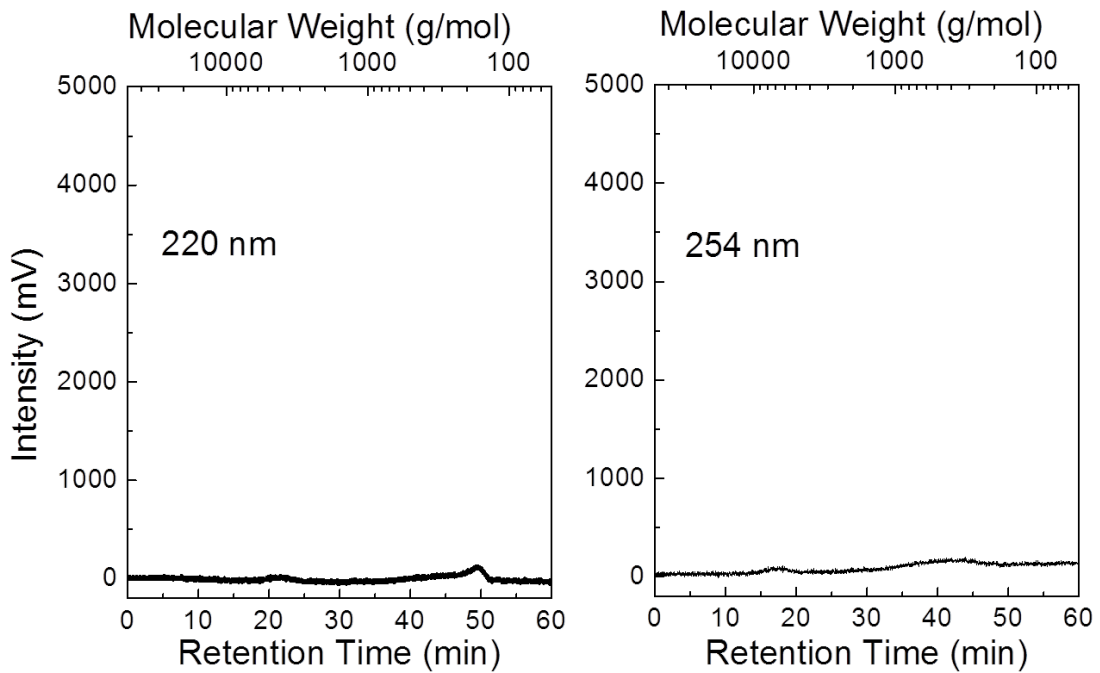 Molecular Weight (g/mol)
10000 1000 100
5000
4000
3000
2000
1000
0
220 nm
Intensity (mV)
0 10 20 30 40 50 60
Retention Time (min)
Molecular Weight (g/mol)
10000 1000 100
5000
4000
3000
2000
1000
0
254 nm
0 10 20 30 40 50 60
Retention Time (min)